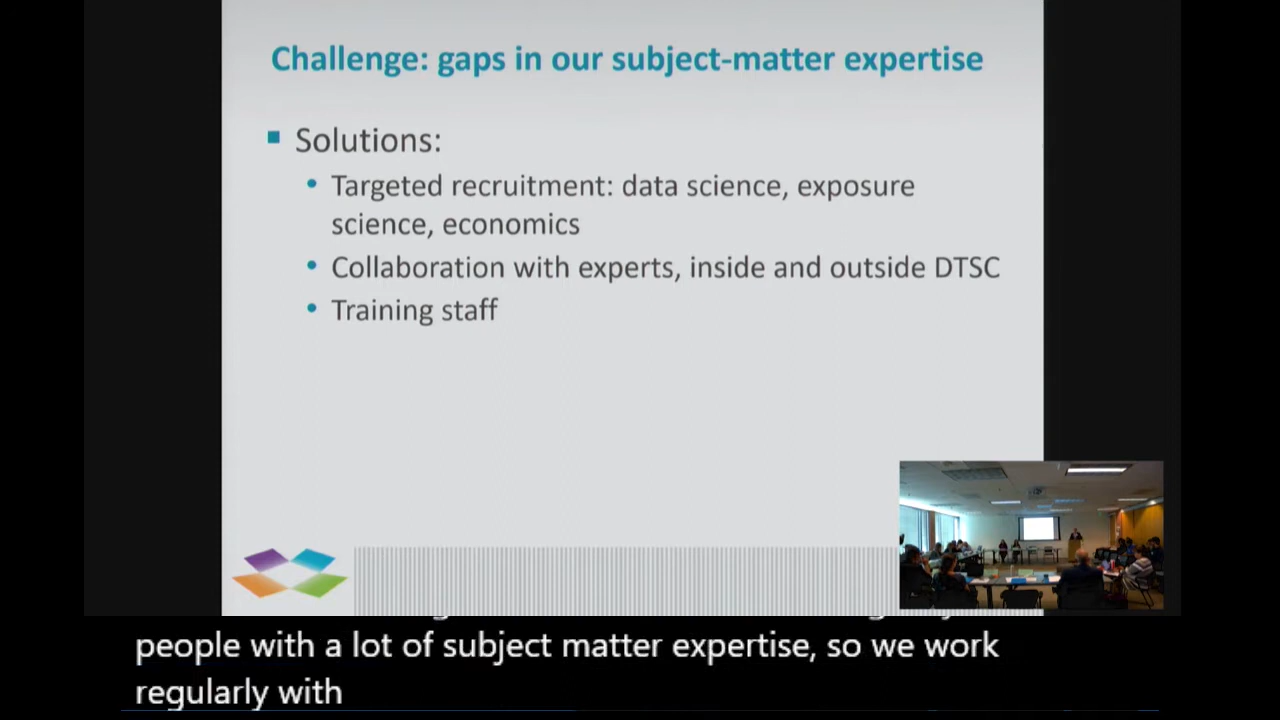 Challenge: gaps in our subject-matter expertise
Solutions:
Targeted recruitment: data science, exposure
science, economics
Collaboration with experts, inside and outside DTSC
Training staff
people with a lot of subject matter expertise, so we work
regularly with